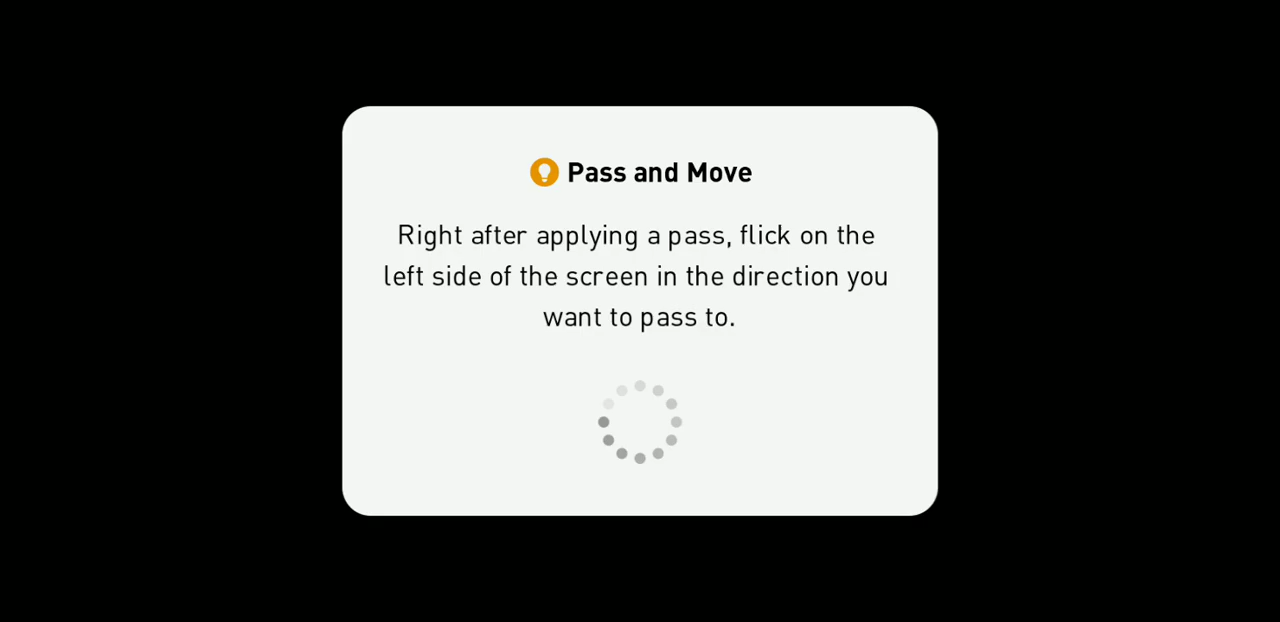 Pass and Move
Right after applying a pass, flick on the
left side of the screen in the direction you
want to pass to.